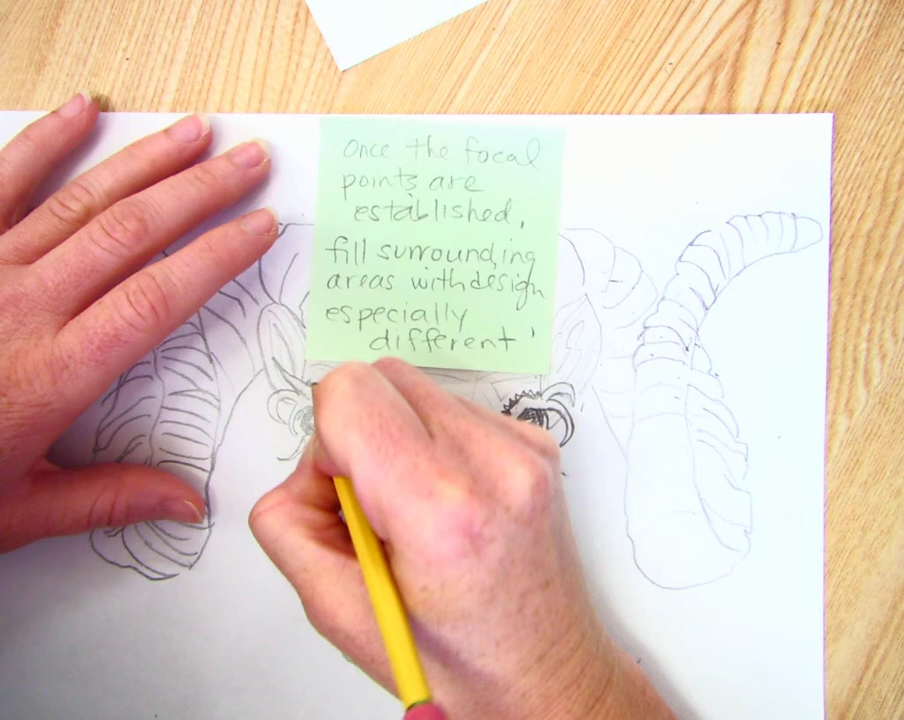 Once the focal
points are
established,
fill surrounding
areas with design
especially
different